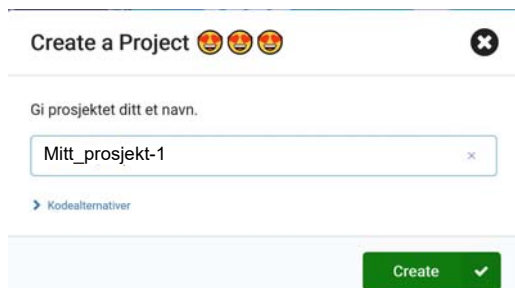 Create a Project 😍😍😍
Gi prosjektet ditt et navn.
Mitt_prosjekt-1
Kodealternativer
Create